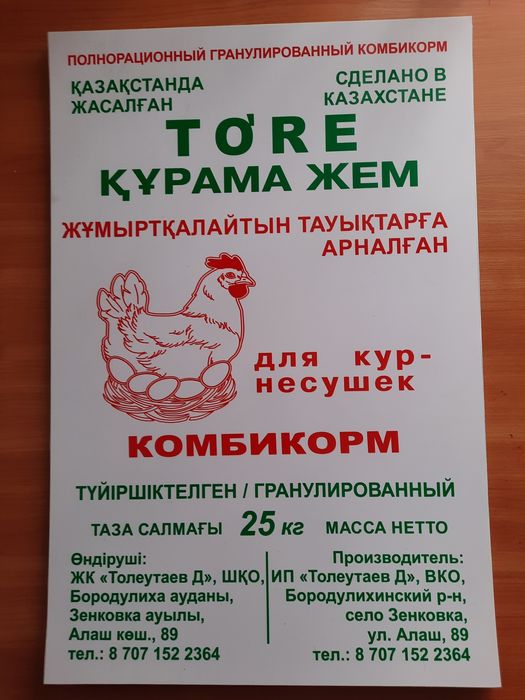 ПОЛНОРАЦИОННЫЙ ГРАНУЛИРОВАННЫЙ КОМБИКОРМ
ҚАЗАҚСТАНДА
ЖАСАЛҒАН
СДЕЛАНО В
КАЗАХСТАНЕ
TÓRE
ҚҰРАМА ЖЕМ
ЖҰМЫРТҚАЛАЙТЫН ТАУЫҚТАРҒА
АРНАЛҒАН
для кур-
несушек
КОМБИКОРМ
ТҮЙІРШІКТЕЛГЕН / ГРАНУЛИРОВАННЫЙ
ТАЗА САЛМАҒЫ 25 кг МАССА НЕТТО
Өндіруші:
ЖК «Толеутаев Д», ШҚО,
Бородулиха ауданы,
Зенковка ауылы,
Алаш көш., 89
тел.: 8 707 152 2364
Производитель:
ИП «Толеутаев Д», ВКО,
Бородулихинский р-н,
село Зенковка,
ул. Алаш, 89
тел.: 8 707 152 2364